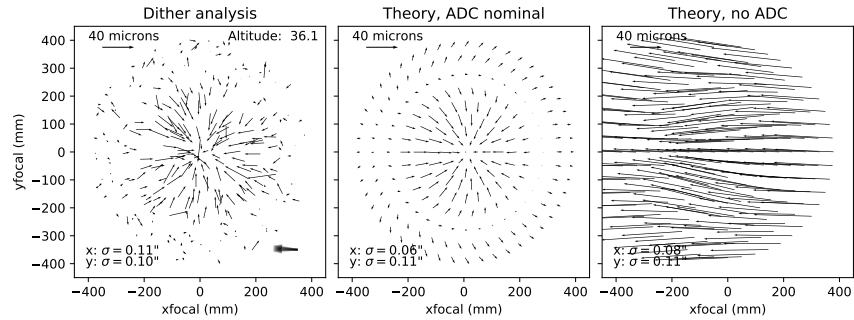 Dither analysis
40 microns
Altitude: 36.1
yfocal (mm)
400
300
200
100
0
−100
−200
−300
−400
x: σ = 0.11"
y: σ = 0.10"
−400 −200 0 200 400
xfocal (mm)
Theory, ADC nominal
40 microns
x: σ = 0.06"
y: σ = 0.11"
−400 −200 0 200 400
xfocal (mm)
Theory, no ADC
40 microns
x: σ = 0.08"
y: σ = 0.11"
−400 −200 0 200 400
xfocal (mm)